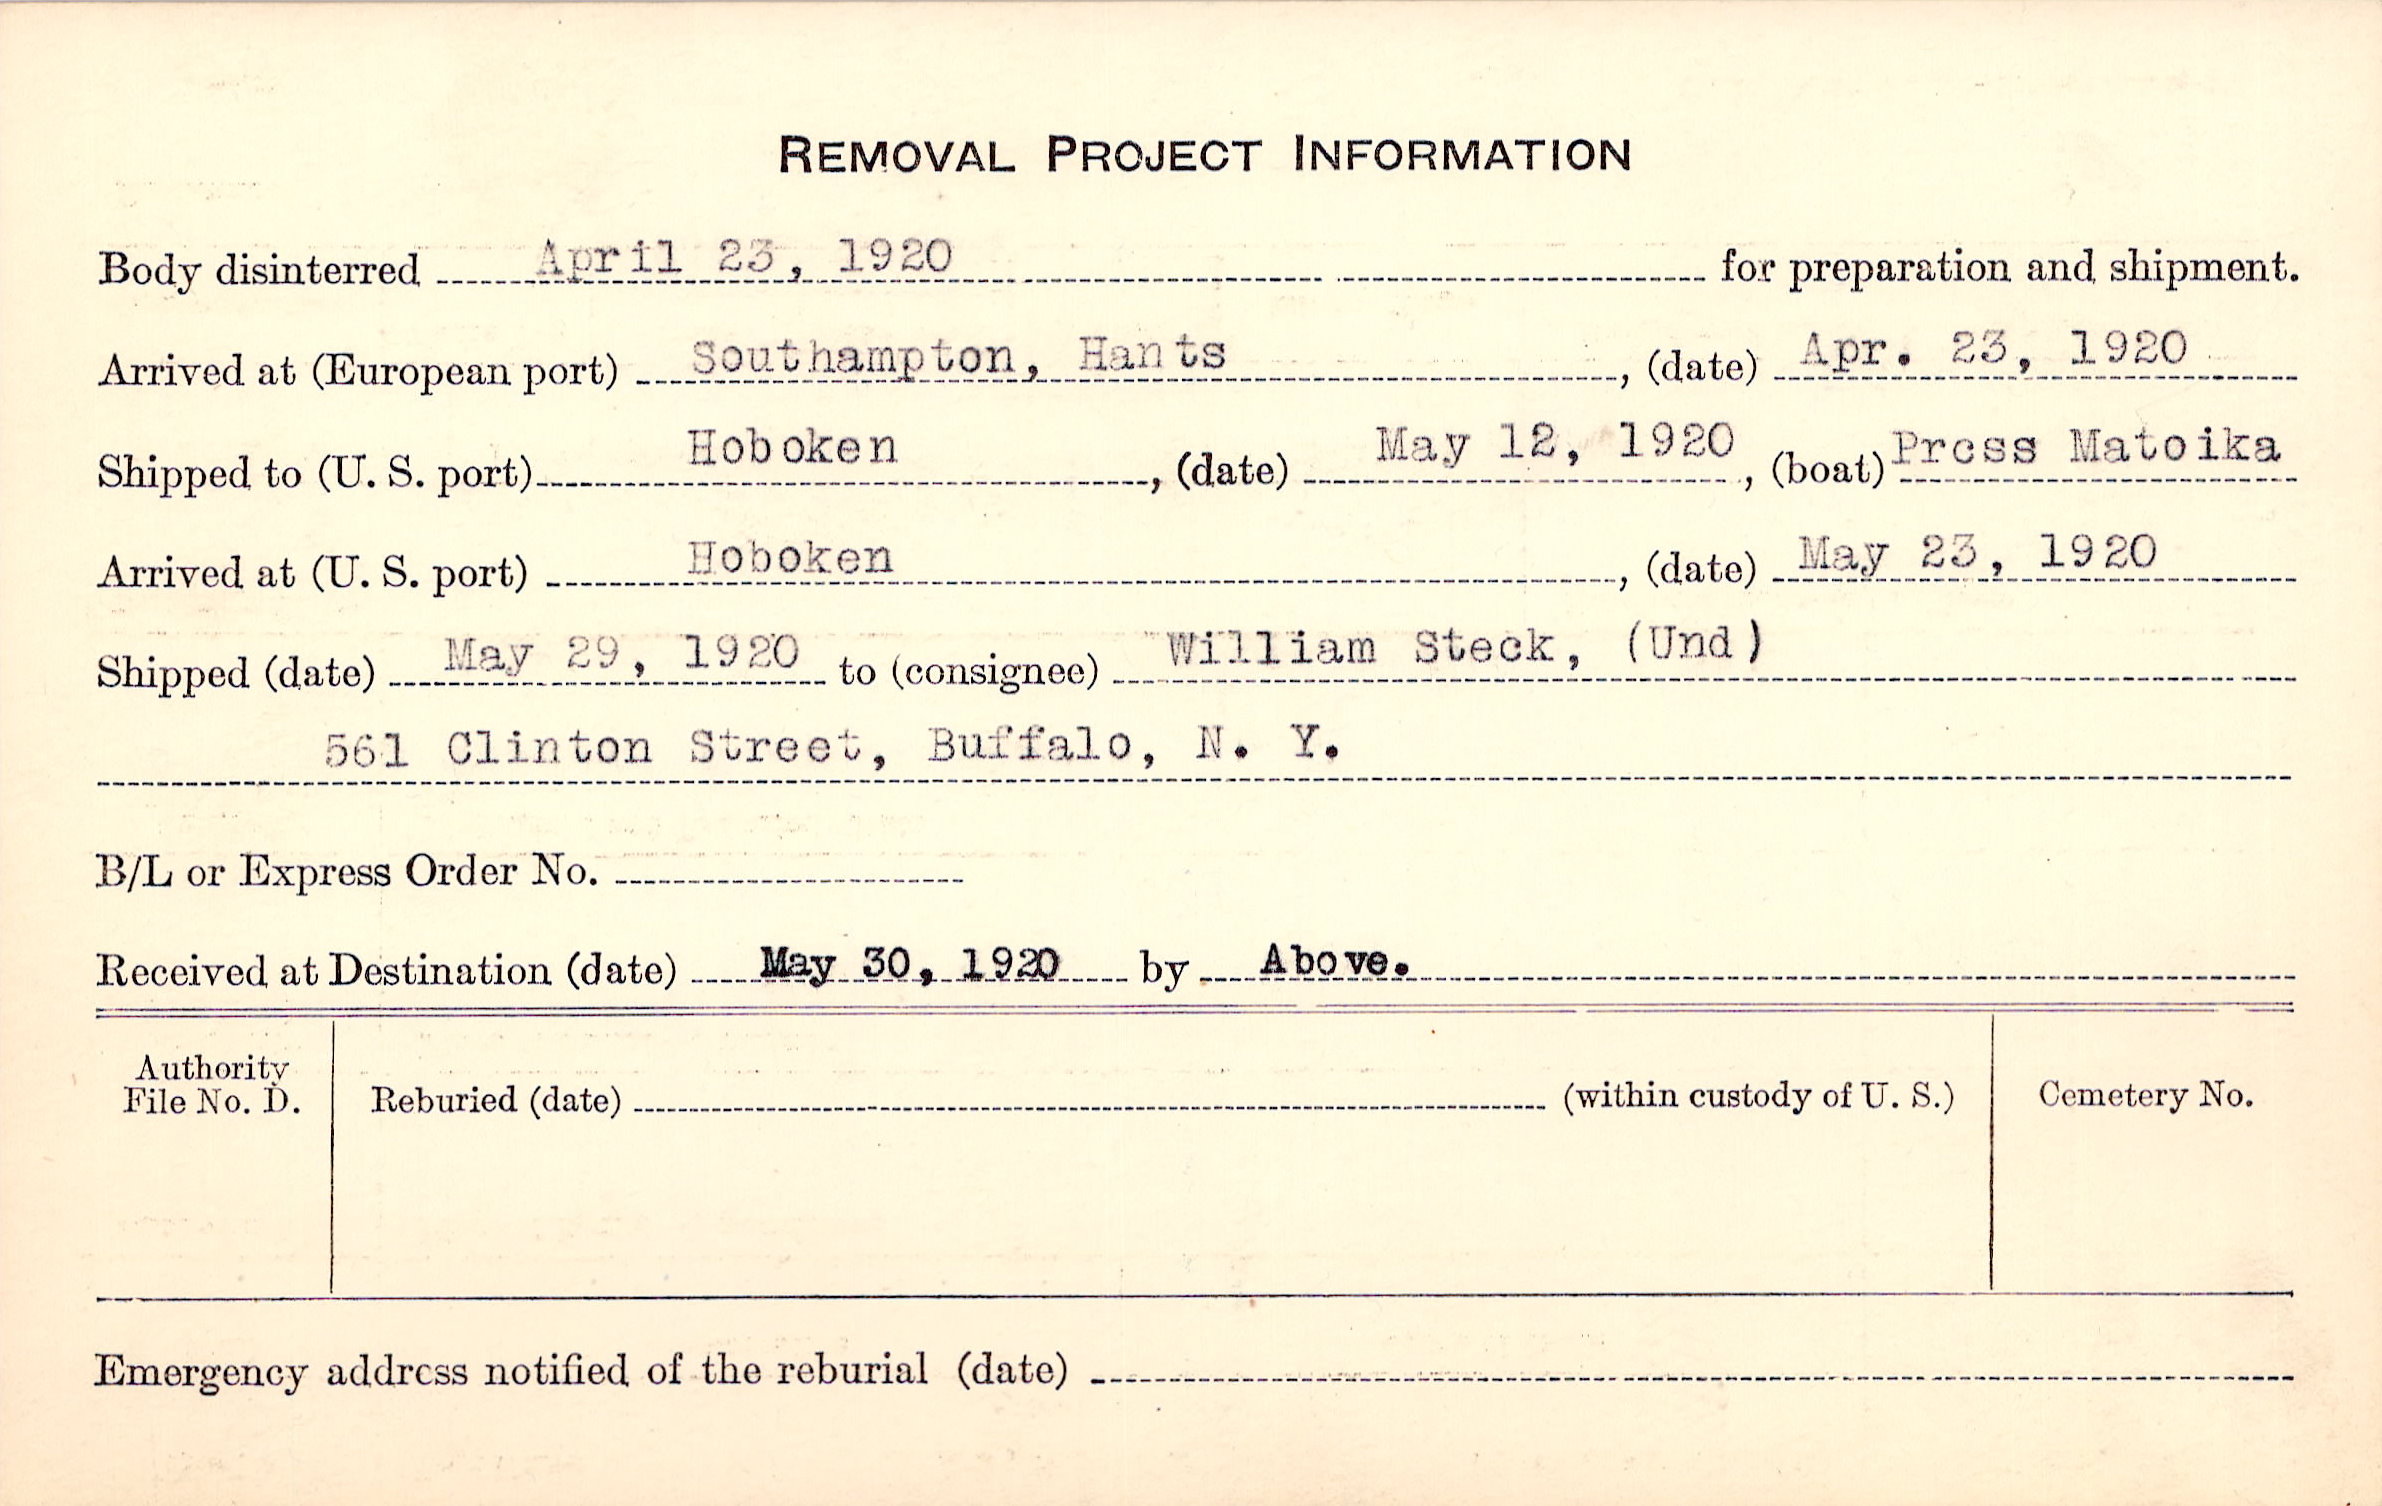 REMOVAL PROJECT INFORMATION
Body disinterred April 23, 1920 for preparation and shipment.
Arrived at (European port) Southampton, Hants, (date) Apr. 23, 1920
Shipped to (U. S. port) Hoboken, (date) May 12, 1920, (boat) Prcss Matoika
Arrived at (U. S. port) Hoboken, (date) May 23, 1920
Shipped (date) May 29, 1920 to (consignee) William Steck, (Und)
561 Clinton Street, Buffalo, N. Y.
B/L or Express Order No.
Received at Destination (date) May 30, 1920 by Above.
Authority
File No. D.
Reburied (date) (within custody of U. S.)
Cemetery No.
Emergency address notified of the reburial (date)